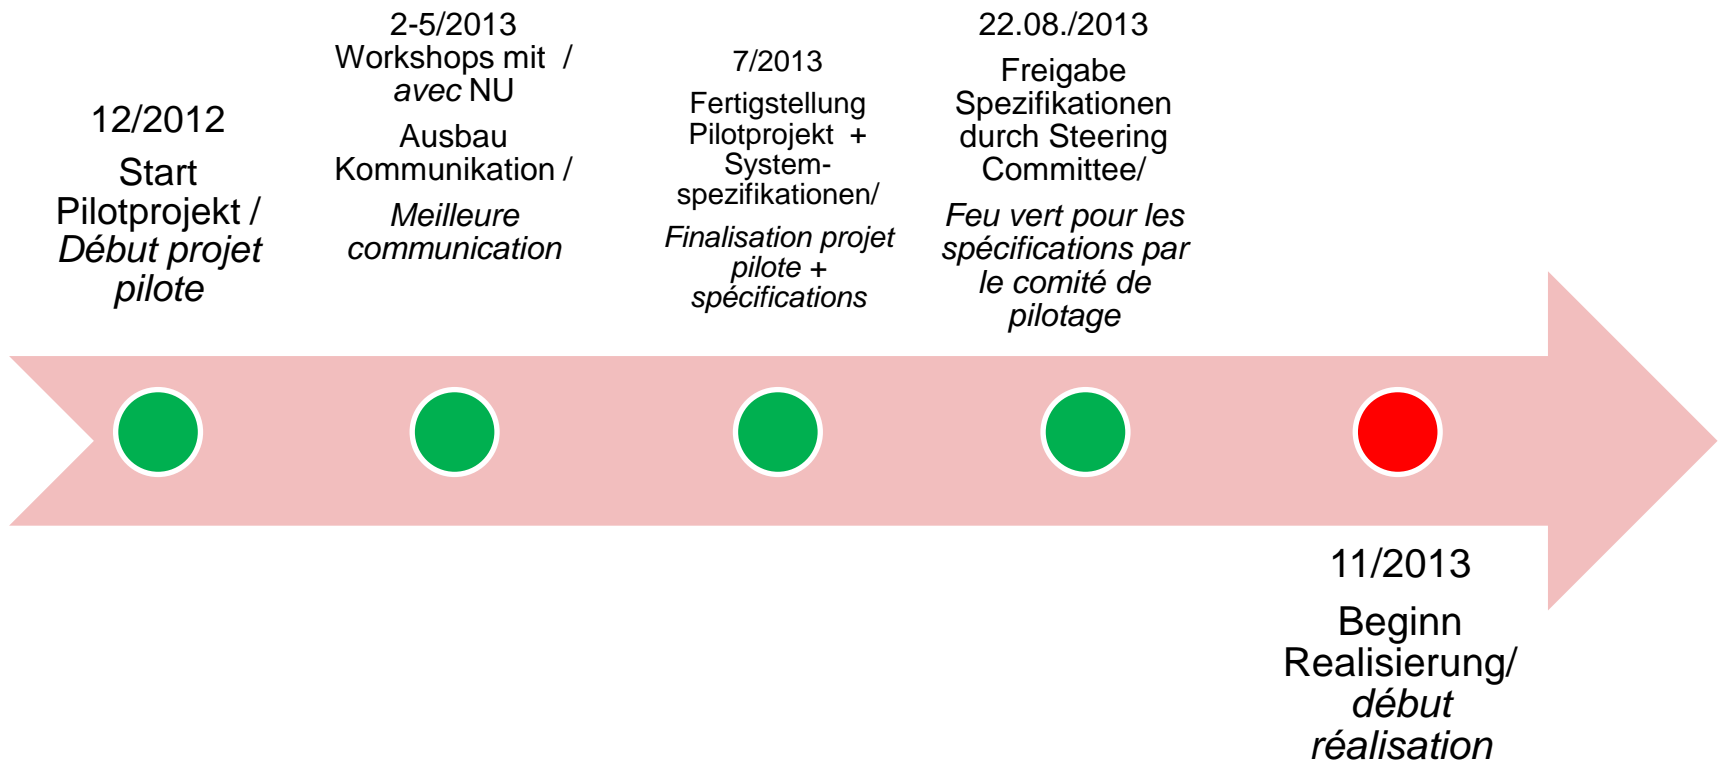 12/2012
Start
Pilotprojekt /
Début projet
pilote
2-5/2013
Workshops mit /
avec NU
Ausbau
Kommunikation /
Meilleure
communication
7/2013
Fertigstellung
Pilotprojekt +
System-
spezifikationen/
Finalisation projet
pilote +
spécifications
22.08./2013
Freigabe
Spezifikationen
durch Steering
Committee/
Feu vert pour les
spécifications par
le comité de
pilotage
11/2013
Beginn
Realisierung/
début
réalisation